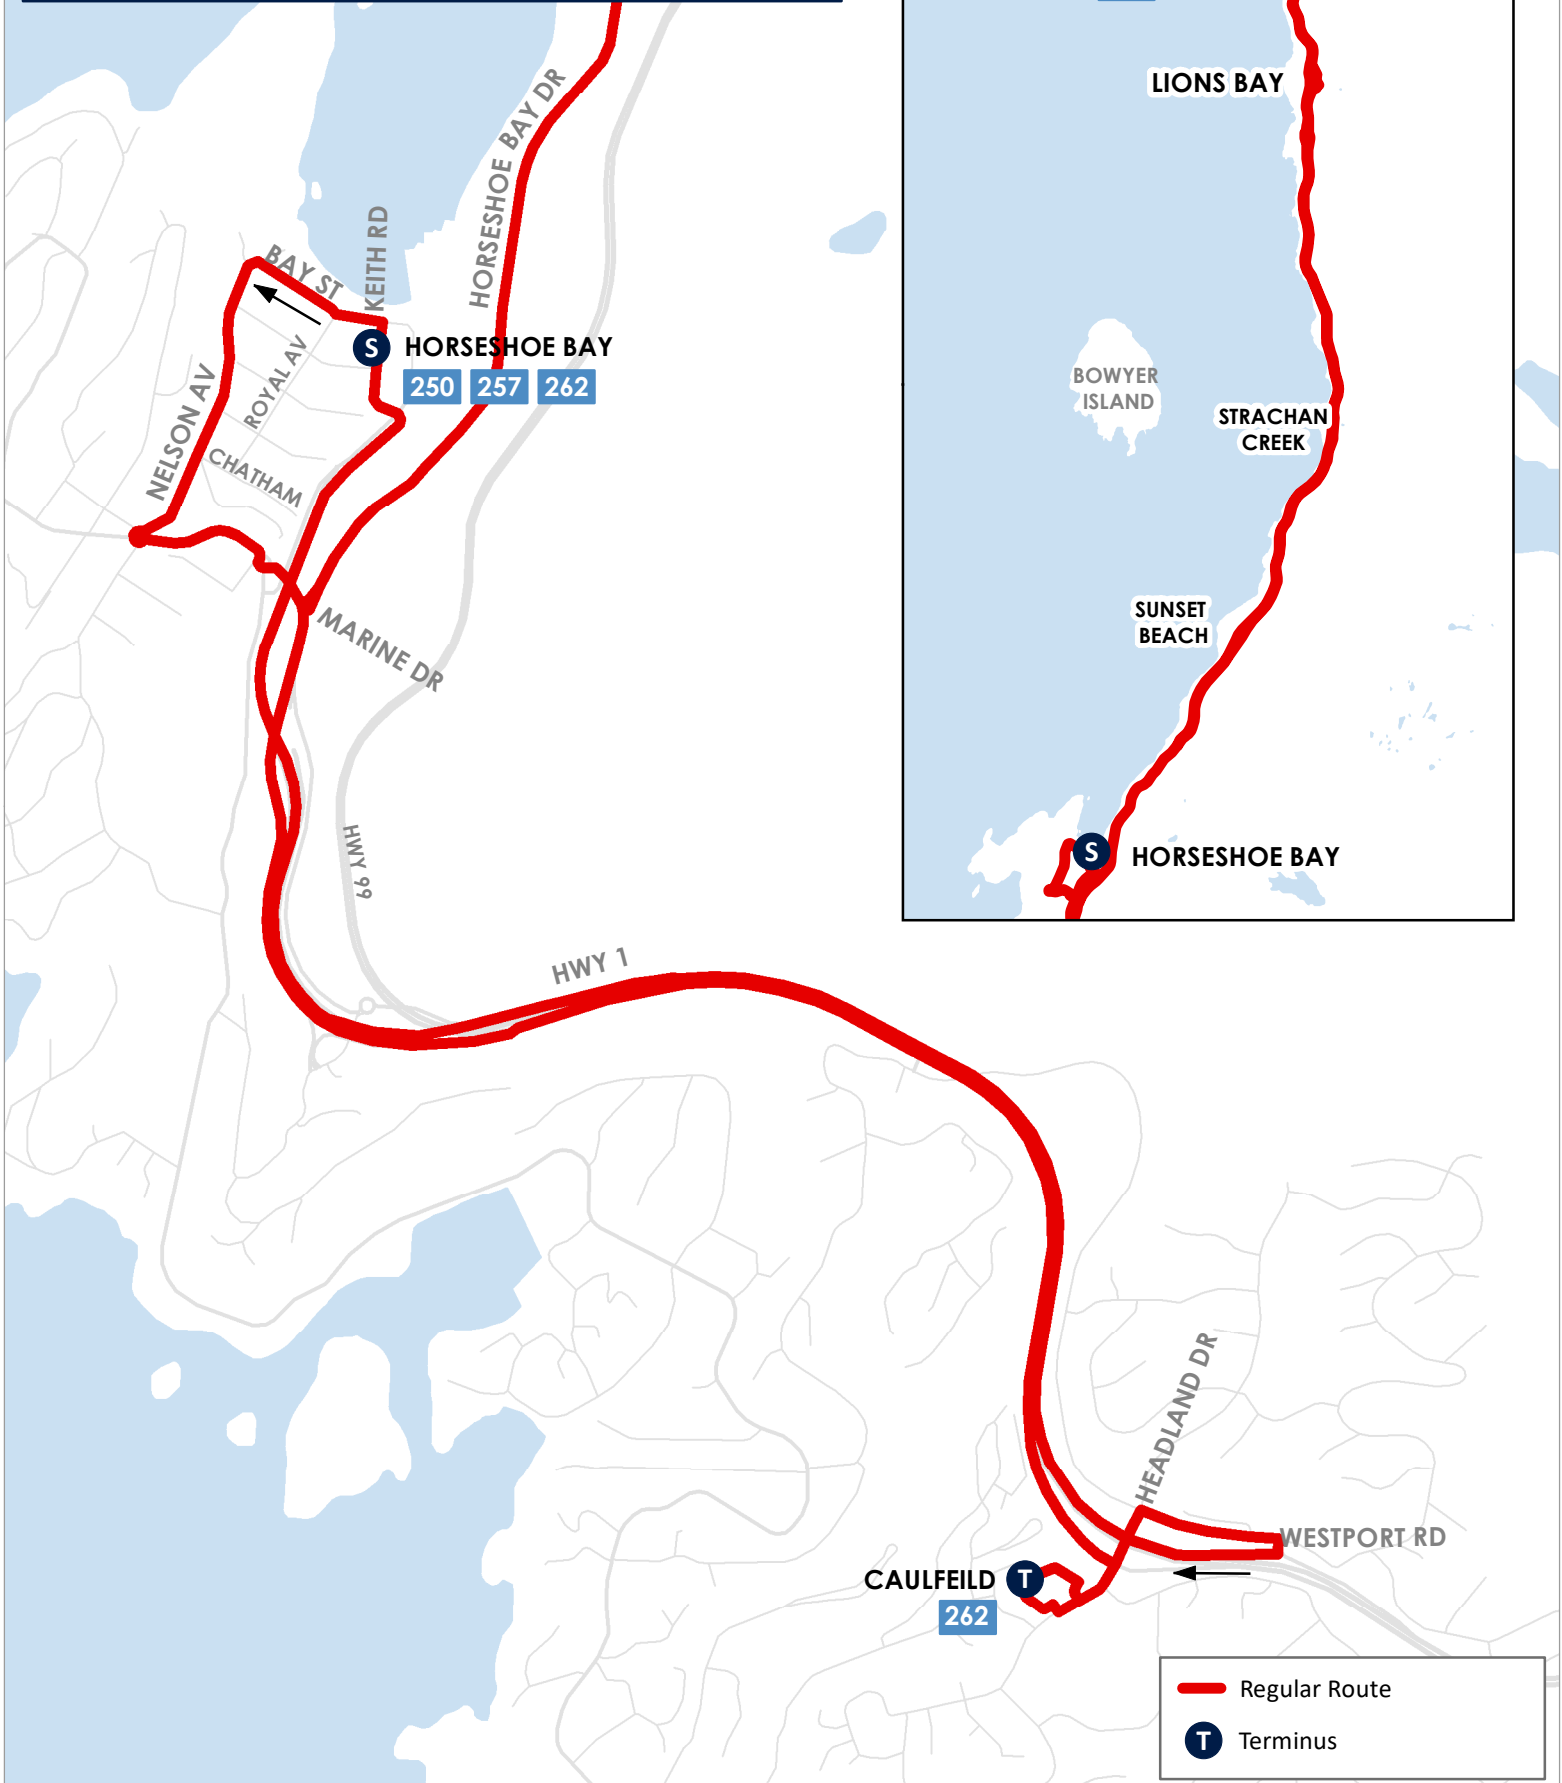 LIONS BAY
HORSESHOE BAY DR
KEITH RD
BAY ST
S
HORSESHOE BAY
250 257 262
ROYAL AV
NELSON AV
CHATHAM
BOWYER
ISLAND
STRACHAN
CREEK
SUNSET
BEACH
MARINE DR
HWY 99
S
HORSESHOE BAY
HWY 1
HEADLAND DR
WESTPORT RD
CAULFEILD
T
262
Regular Route
T
Terminus